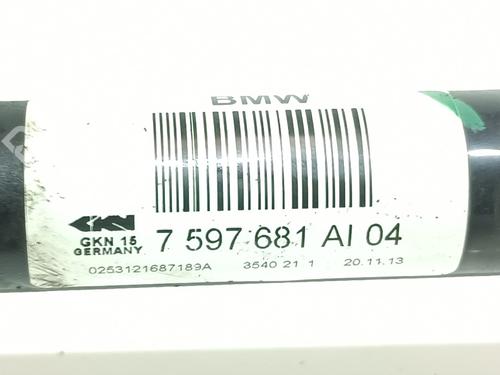 BMW
GKN
GKN 15
GERMANY
7 597 681 AI 04
0253121687189A
3540 21 1
20.11.13